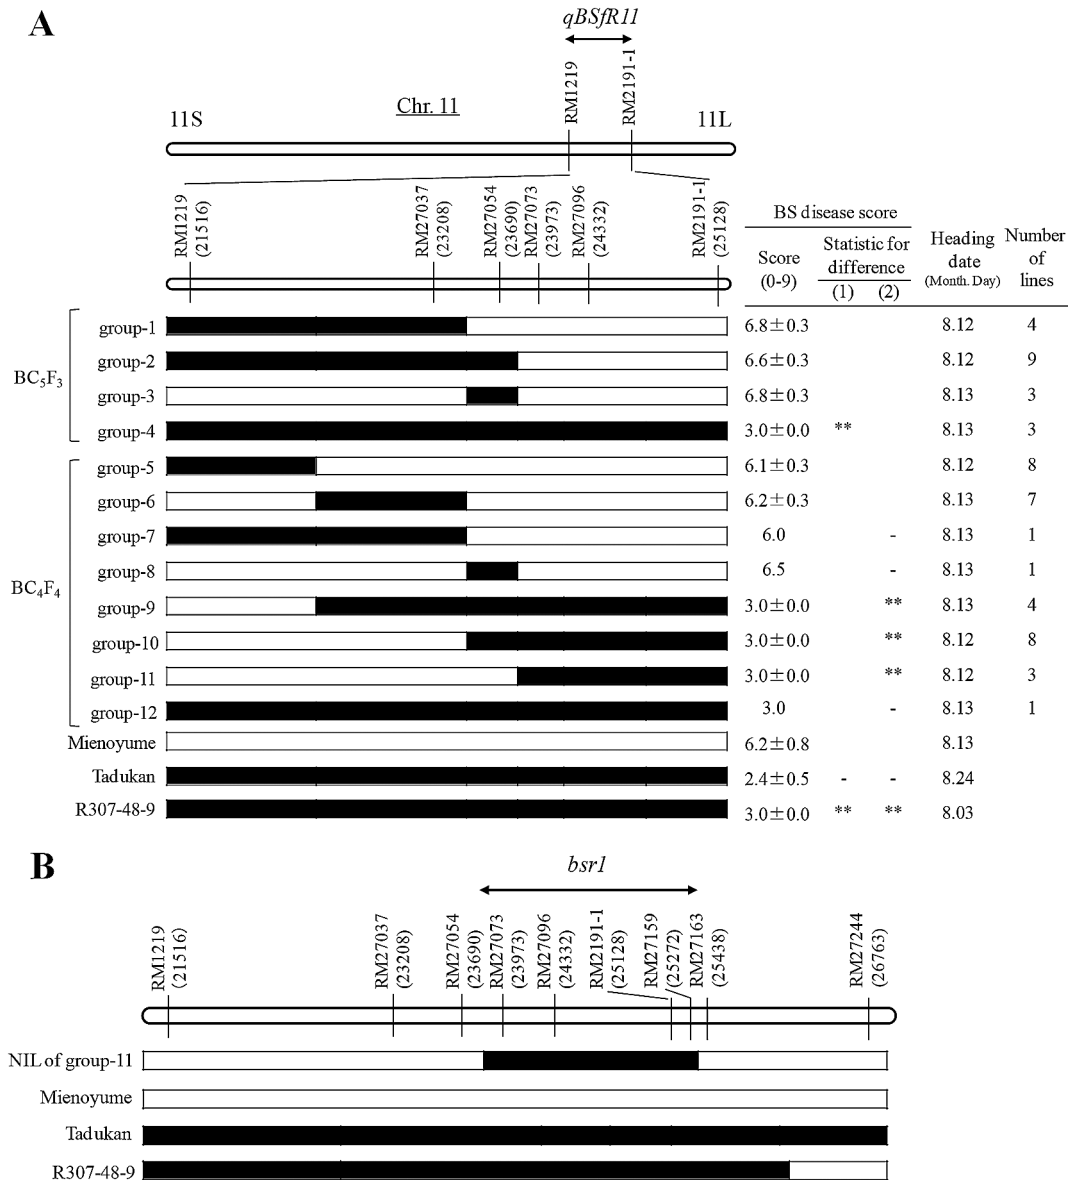 A
qBSfR11
RM1219
RM2191-1
Chr. 11
11S
11L
RM1219
(21516)
RM27037
(23208)
RM27054
(23690)
RM27073
(23973)
RM27096
(24332)
RM2191-1
(25128)
BS disease score
Score
(0-9)
Statistic for
difference
(1) (2)
Heading
date
(Month. Day)
Number
of
lines
BC5F3
group-1 6.8±0.3 8.12 4
group-2 6.6±0.3 8.12 9
group-3 6.8±0.3 8.13 3
group-4 3.0±0.0 ** 8.13 3
BC4F4
group-5 6.1±0.3 8.12 8
group-6 6.2±0.3 8.13 7
group-7 6.0 - 8.13 1
group-8 6.5 - 8.13 1
group-9 3.0±0.0 ** 8.13 4
group-10 3.0±0.0 ** 8.12 8
group-11 3.0±0.0 ** 8.12 3
group-12 3.0 - 8.13 1
Mienoyume 6.2±0.8 8.13
Tadukan 2.4±0.5 - - 8.24
R307-48-9 3.0±0.0 ** ** 8.03
B
bsr1
RM1219
(21516)
RM27037
(23208)
RM27054
(23690)
RM27073
(23973)
RM27096
(24332)
RM2191-1
(25128)
RM27159
(25272)
RM27163
(25438)
RM27244
(26763)
NIL of group-11
Mienoyume
Tadukan
R307-48-9